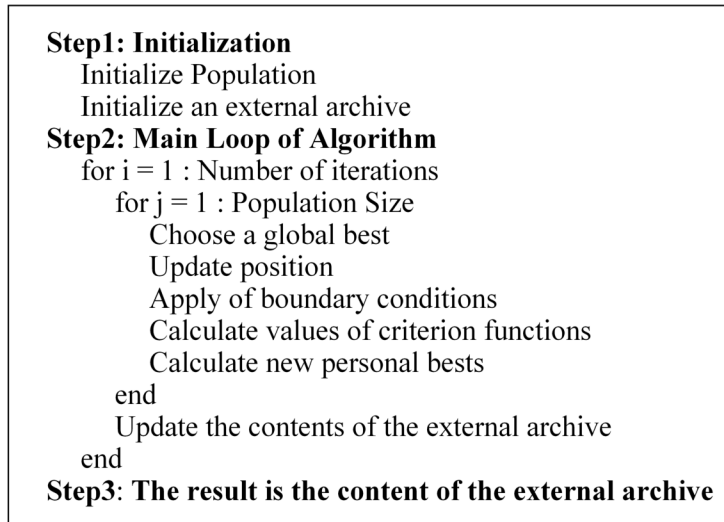 Step1: Initialization
Initialize Population
Initialize an external archive
Step2: Main Loop of Algorithm
for i = 1 : Number of iterations
for j = 1 : Population Size
Choose a global best
Update position
Apply of boundary conditions
Calculate values of criterion functions
Calculate new personal bests
end
Update the contents of the external archive
end
Step3: The result is the content of the external archive